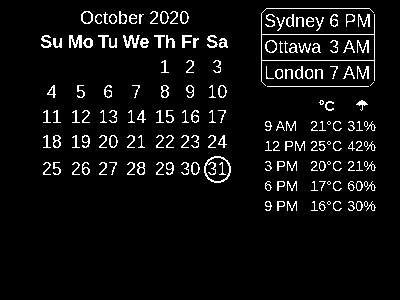 October 2020
Su Mo Tu We Th Fr Sa
1 2 3
4 5 6 7 8 9 10
11 12 13 14 15 16 17
18 19 20 21 22 23 24
25 26 27 28 29 30 31
Sydney 6 PM
Ottawa 3 AM
London 7 AM
°C ☂
9 AM 21°C 31%
12 PM 25°C 42%
3 PM 20°C 21%
6 PM 17°C 60%
9 PM 16°C 30%